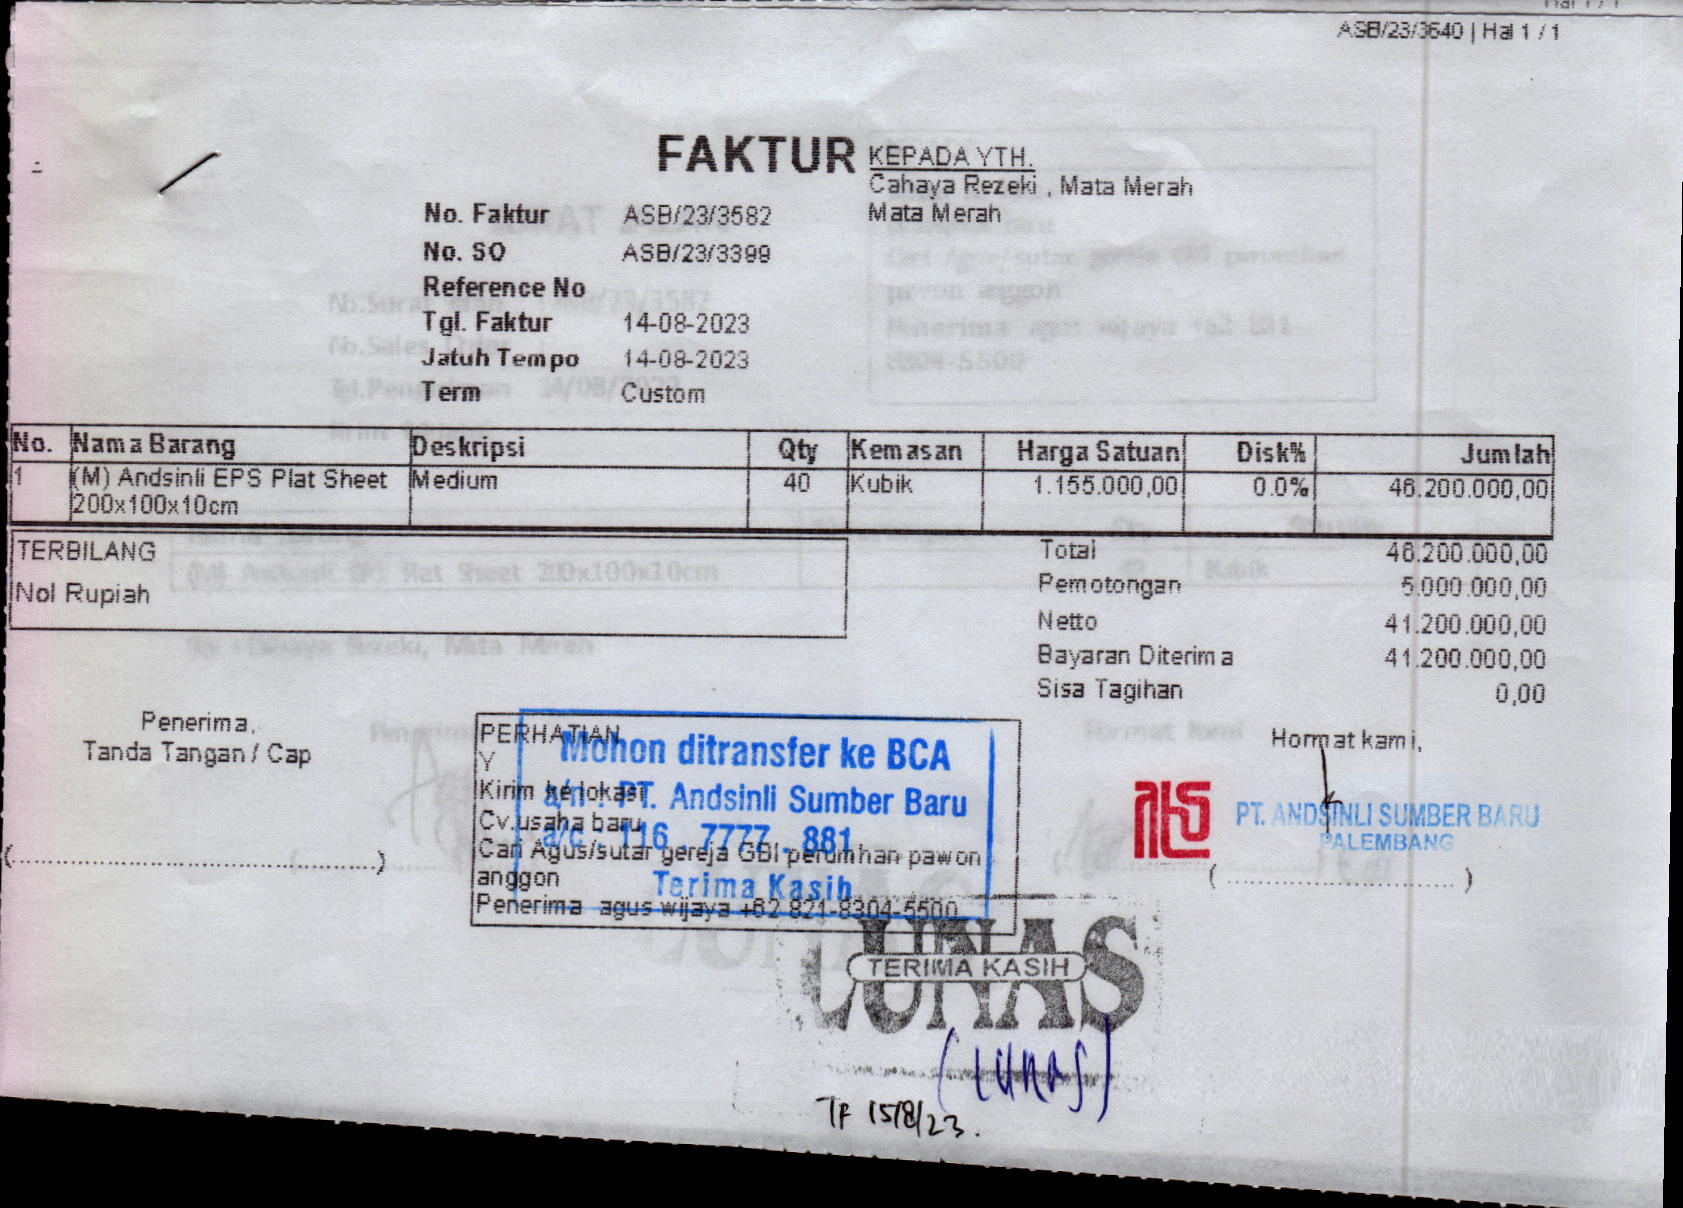 ASB/23/3640 | Hal 1 / 1
FAKTUR
KEPADA YTH.
Cahaya Rezeki , Mata Merah
Mata Merah
No. Faktur ASB/23/3582
No. SO ASB/23/3399
Reference No
Tgl. Faktur 14-08-2023
Jatuh Tempo 14-08-2023
Term Custom
No. Nama Barang Deskripsi Qty Kemasan Harga Satuan Disk% Jumlah
1 (M) Andsinli EPS Plat Sheet Medium 40 Kubik 1.155.000,00 0.0% 46.200.000,00
200x100x10cm
TERBILANG
Nol Rupiah
Total 46.200.000,00
Pemotongan 5.000.000,00
Netto 41.200.000,00
Bayaran Diterima 41.200.000,00
Sisa Tagihan 0,00
Penerima,
Tanda Tangan / Cap
(....................)
PERHATIAN
Y
Kirim ke lokasi
Cv.usaha baru
Cari Agus/sutar gereja GBI perumhan pawon
anggon
Penerima agus wijaya +62 821-8304-5500
Mohon ditransfer ke BCA
a/n : PT. Andsinli Sumber Baru
a/c : 116 . 7777 . 881
Terima Kasih
Hormat kami,
PT. ANDSINLI SUMBER BARU
PALEMBANG
(....................)
LUNAS
TERIMA KASIH
(LUNAS)
TF 15/8/23.